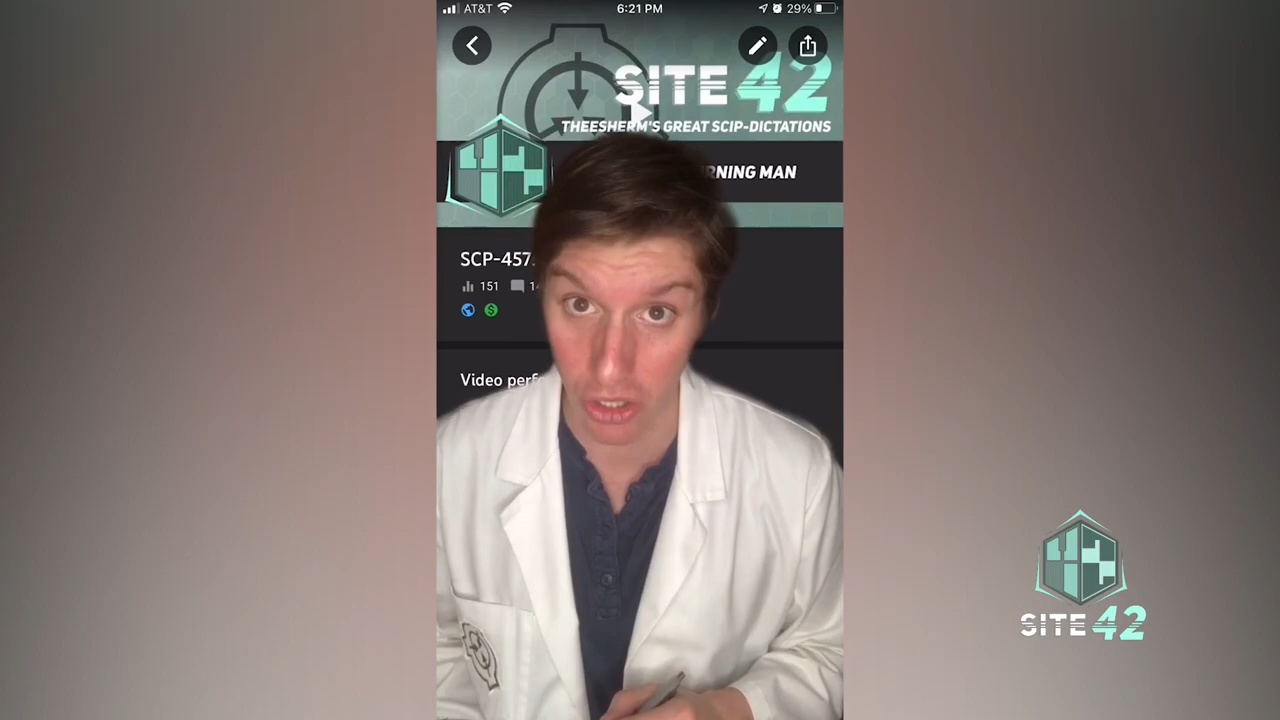 AT&T 6:21 PM 29%
SITE 42
THEESHERM'S GREAT SCIP-DICTATIONS
RNING MAN
SCP-457
151 14
Video perf
SITE 42